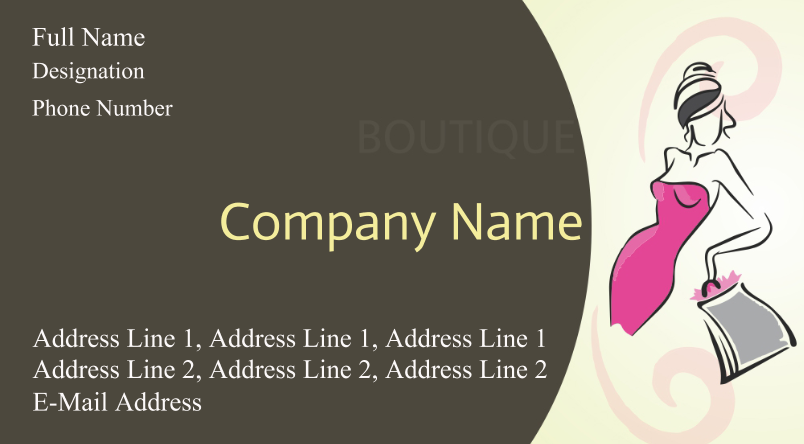 Full Name
Designation
Phone Number
BOUTIQUE
Company Name
Address Line 1, Address Line 1, Address Line 1
Address Line 2, Address Line 2, Address Line 2
E-Mail Address